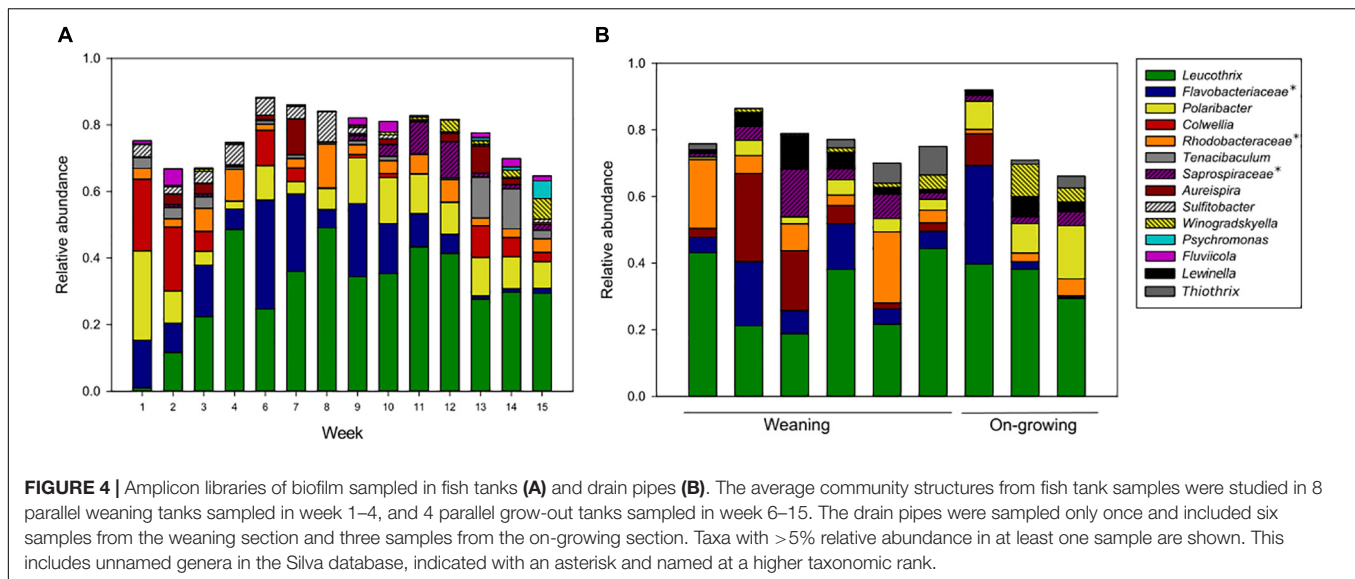 A
B
1.0
0.8
0.6
0.4
0.2
0.0
Relative abundance
1 2 3 4 6 7 8 9 10 11 12 13 14 15
Week
1.0
0.8
0.6
0.4
0.2
0.0
Relative abundance
Weaning
On-growing
Leucothrix
Flavobacteriaceae*
Polaribacter
Colwellia
Rhodobacteraceae*
Tenacibaculum
Saprospiraceae*
Aureispira
Sulfitobacter
Winogradskyella
Psychromonas
Fluviicola
Lewinella
Thiothrix
FIGURE 4 | Amplicon libraries of biofilm sampled in fish tanks (A) and drain pipes (B). The average community structures from fish tank samples were studied in 8
parallel weaning tanks sampled in week 1–4, and 4 parallel grow-out tanks sampled in week 6–15. The drain pipes were sampled only once and included six
samples from the weaning section and three samples from the on-growing section. Taxa with >5% relative abundance in at least one sample are shown. This
includes unnamed genera in the Silva database, indicated with an asterisk and named at a higher taxonomic rank.